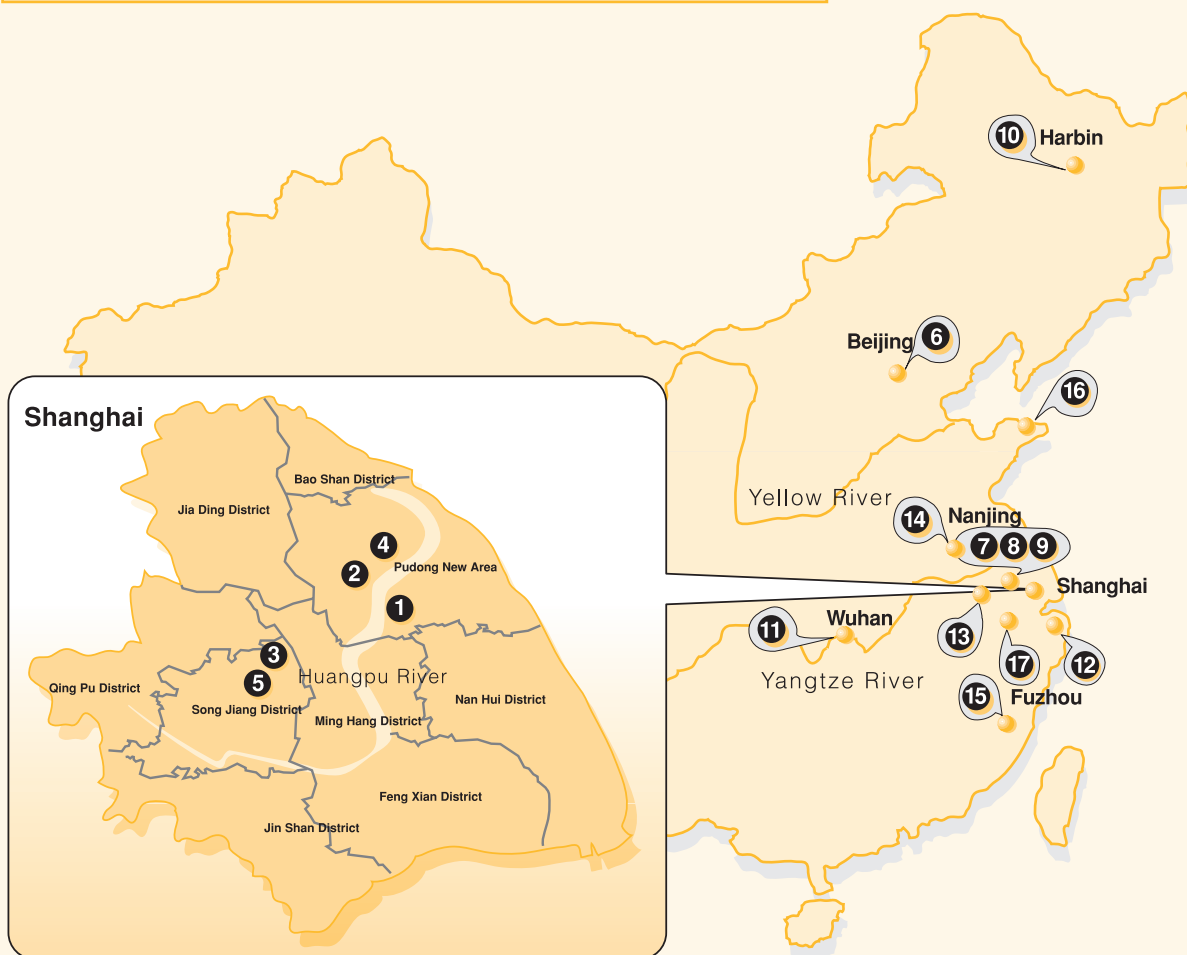 10 Harbin
Beijing 6
16
Shanghai
Bao Shan District
Jia Ding District
Yellow River
14 Nanjing
4
7 8 9
2 Pudong New Area
Shanghai
1
11 Wuhan
13
3
17 12
Huangpu River
5
Qing Pu District
Yangtze River
Nan Hui District
15 Fuzhou
Song Jiang District
Ming Hang District
Feng Xian District
Jin Shan District